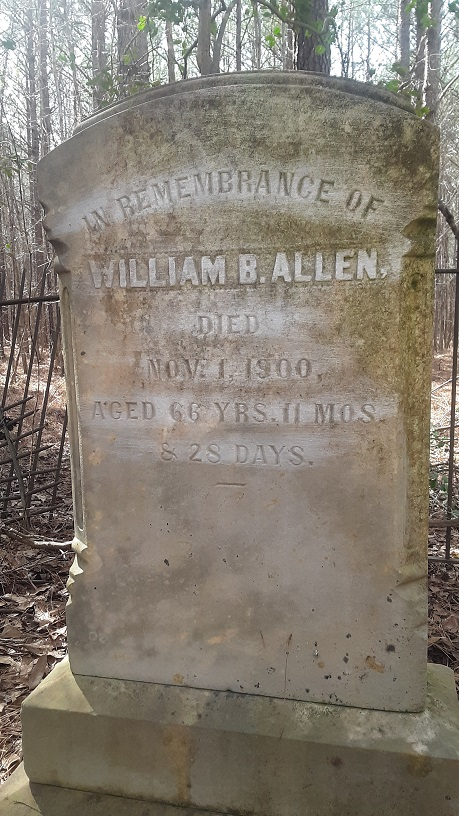 IN REMEMBRANCE OF
WILLIAM B. ALLEN,
DIED
NOV. 1, 1900,
AGED 66 YRS. 11 MOS.
& 28 DAYS.